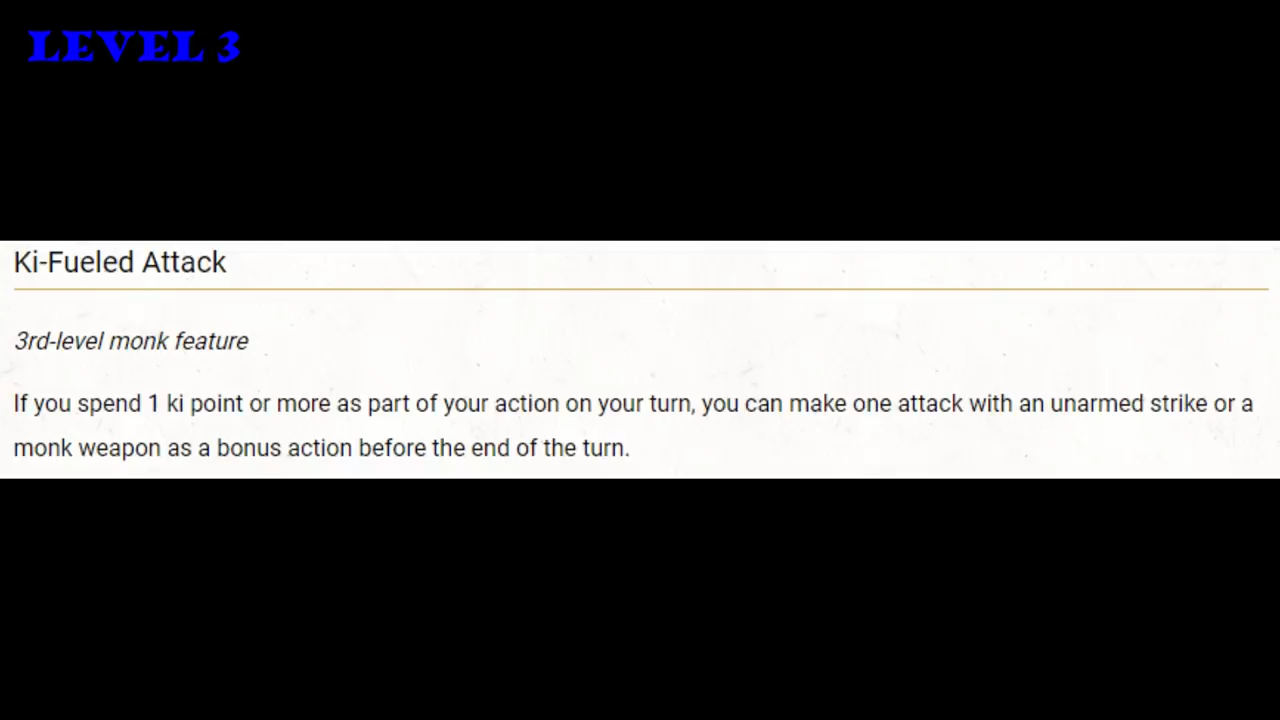 LEVEL 3
Ki-Fueled Attack
3rd-level monk feature
If you spend 1 ki point or more as part of your action on your turn, you can make one attack with an unarmed strike or a
monk weapon as a bonus action before the end of the turn.